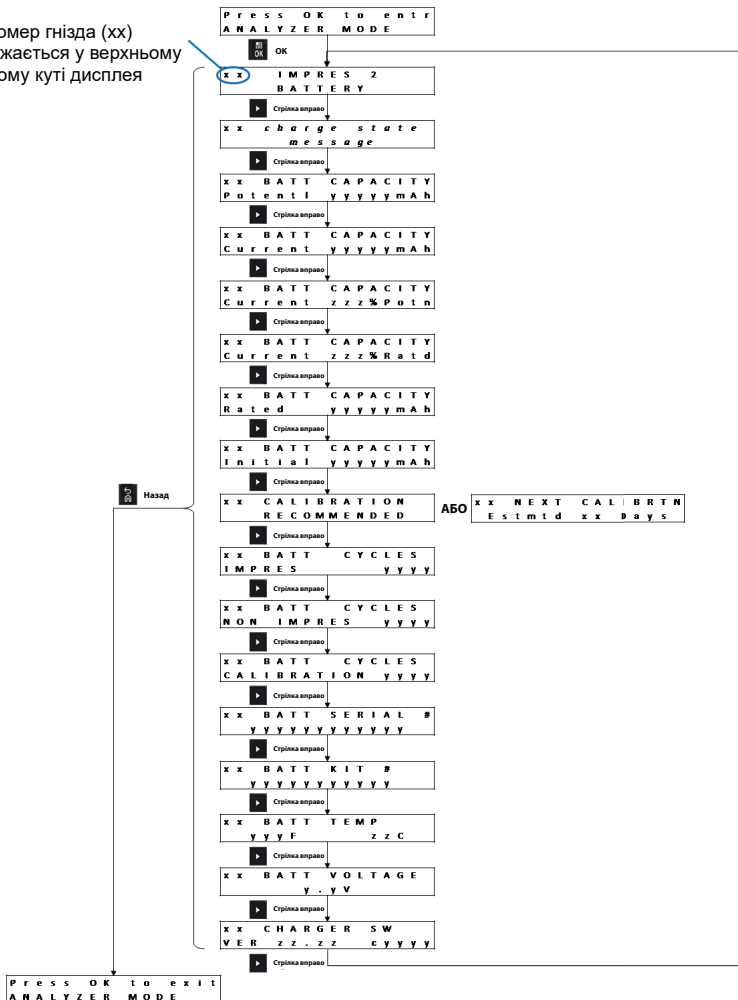 Press OK to entr
ANALYZER MODE
омер гнізда (xx)
жається у верхньому
ому куті дисплея
OK OK
xx IMPRES 2
BATTERY
Стрілка вправо
xx charge state
message
Стрілка вправо
xx BATT CAPACITY
Potentl yyyyymAh
Стрілка вправо
xx BATT CAPACITY
Current yyyyymAh
Стрілка вправо
xx BATT CAPACITY
Current zzz%Potn
Стрілка вправо
xx BATT CAPACITY
Current zzz%Ratd
Стрілка вправо
xx BATT CAPACITY
Rated yyyyymAh
Стрілка вправо
xx BATT CAPACITY
Initial yyyyymAh
Стрілка вправо
Назад
xx CALIBRATION
RECOMMENDED
АБО
xx NEXT CALIBRTN
Estmtd xx Days
Стрілка вправо
xx BATT CYCLES
IMPRES yyyy
Стрілка вправо
xx BATT CYCLES
NON IMPRES yyyy
Стрілка вправо
xx BATT CYCLES
CALIBRATION yyyy
Стрілка вправо
xx BATT SERIAL #
yyyyyyyyyyyy
Стрілка вправо
xx BATT KIT #
yyyyyyyyyyy
Стрілка вправо
xx BATT TEMP
yyyF zzC
Стрілка вправо
xx BATT VOLTAGE
y.yV
Стрілка вправо
xx CHARGER SW
VER zz.zz cyyyy
Стрілка вправо
Press OK to exit
ANALYZER MODE